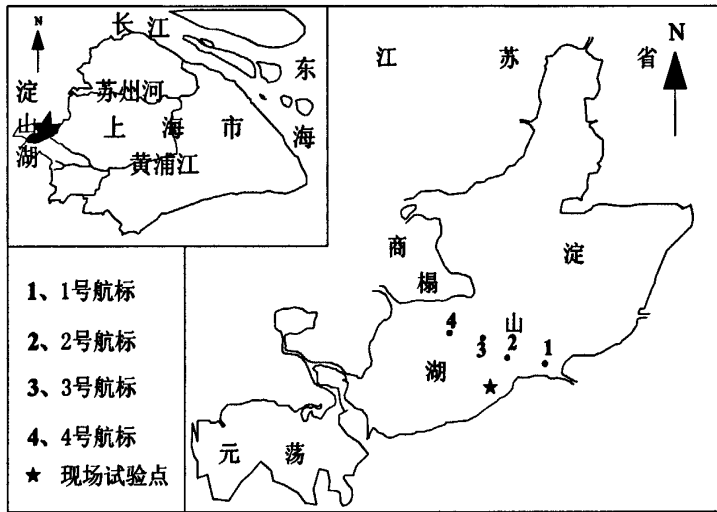 N
长江
东海
淀山湖
苏州河
上海市
黄浦江
江苏省
N
商榻
淀山湖
4
3
2
1
元荡
1、1号航标
2、2号航标
3、3号航标
4、4号航标
★ 现场试验点